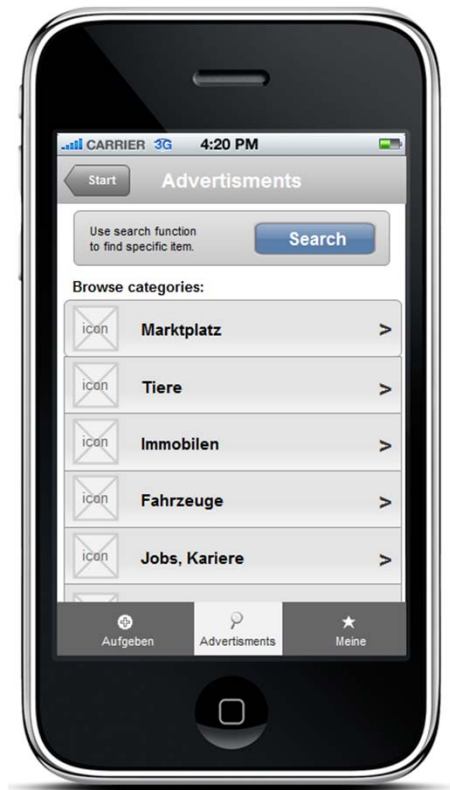 CARRIER 3G 4:20 PM
Start Advertisments
Use search function
to find specific item.
Search
Browse categories:
icon Marktplatz >
icon Tiere >
icon Immobilen >
icon Fahrzeuge >
icon Jobs, Kariere >
Aufgeben Advertisments Meine